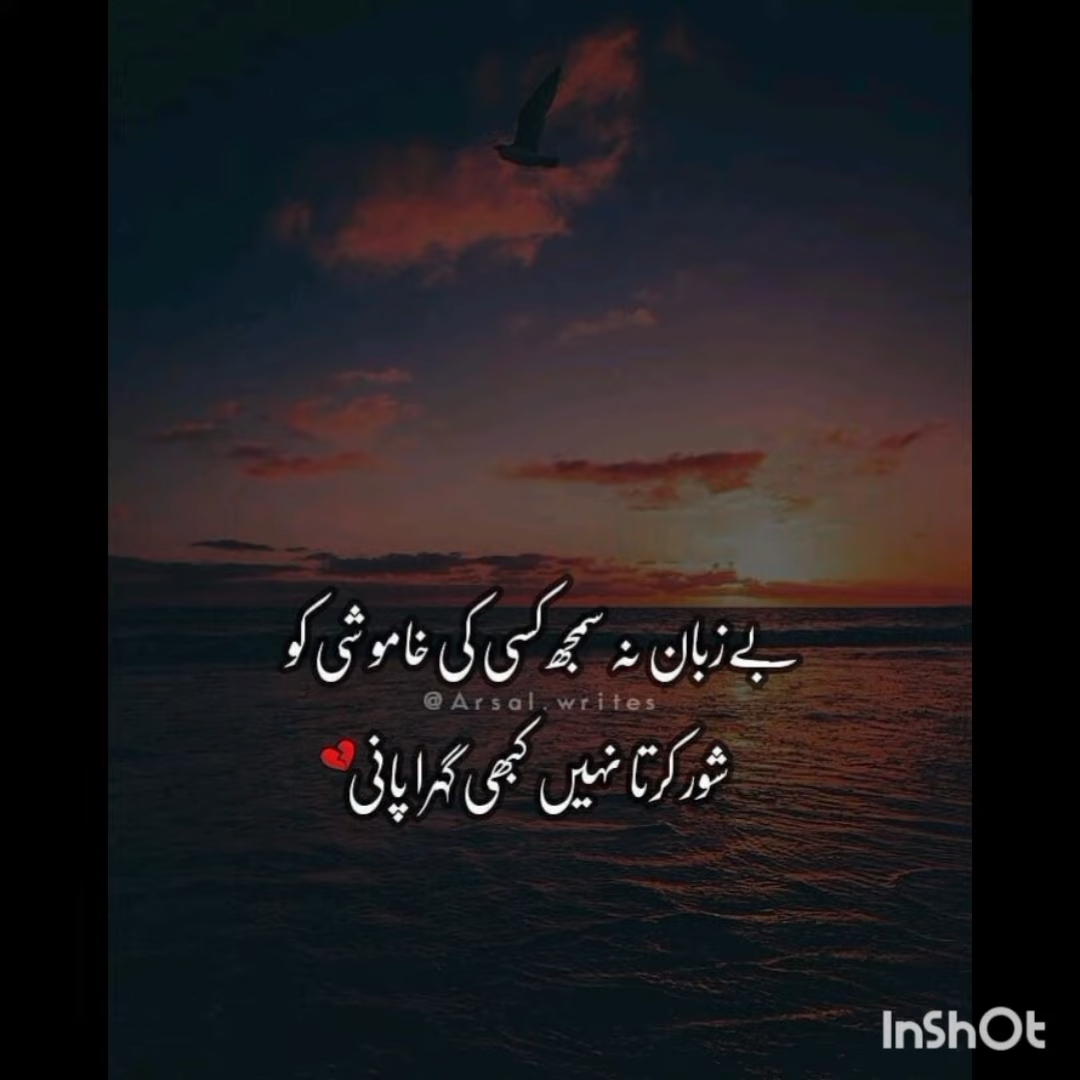 بے زبان نہ سمجھ کسی کی خاموشی کو
@Arsal.writes
شور کرتا نہیں کبھی گہرا پانی💔
InShOt